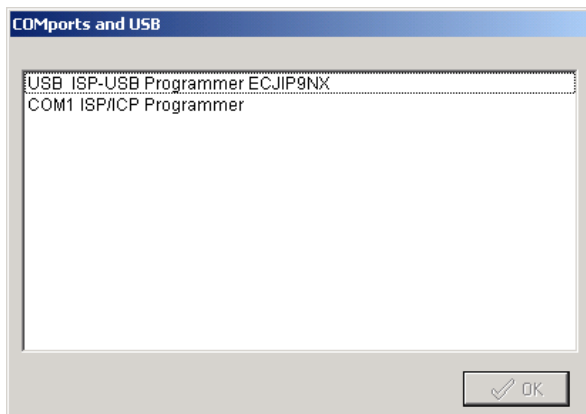 COMports and USB
USB ISP-USB Programmer ECJIP9NX
COM1 ISP/ICP Programmer
OK